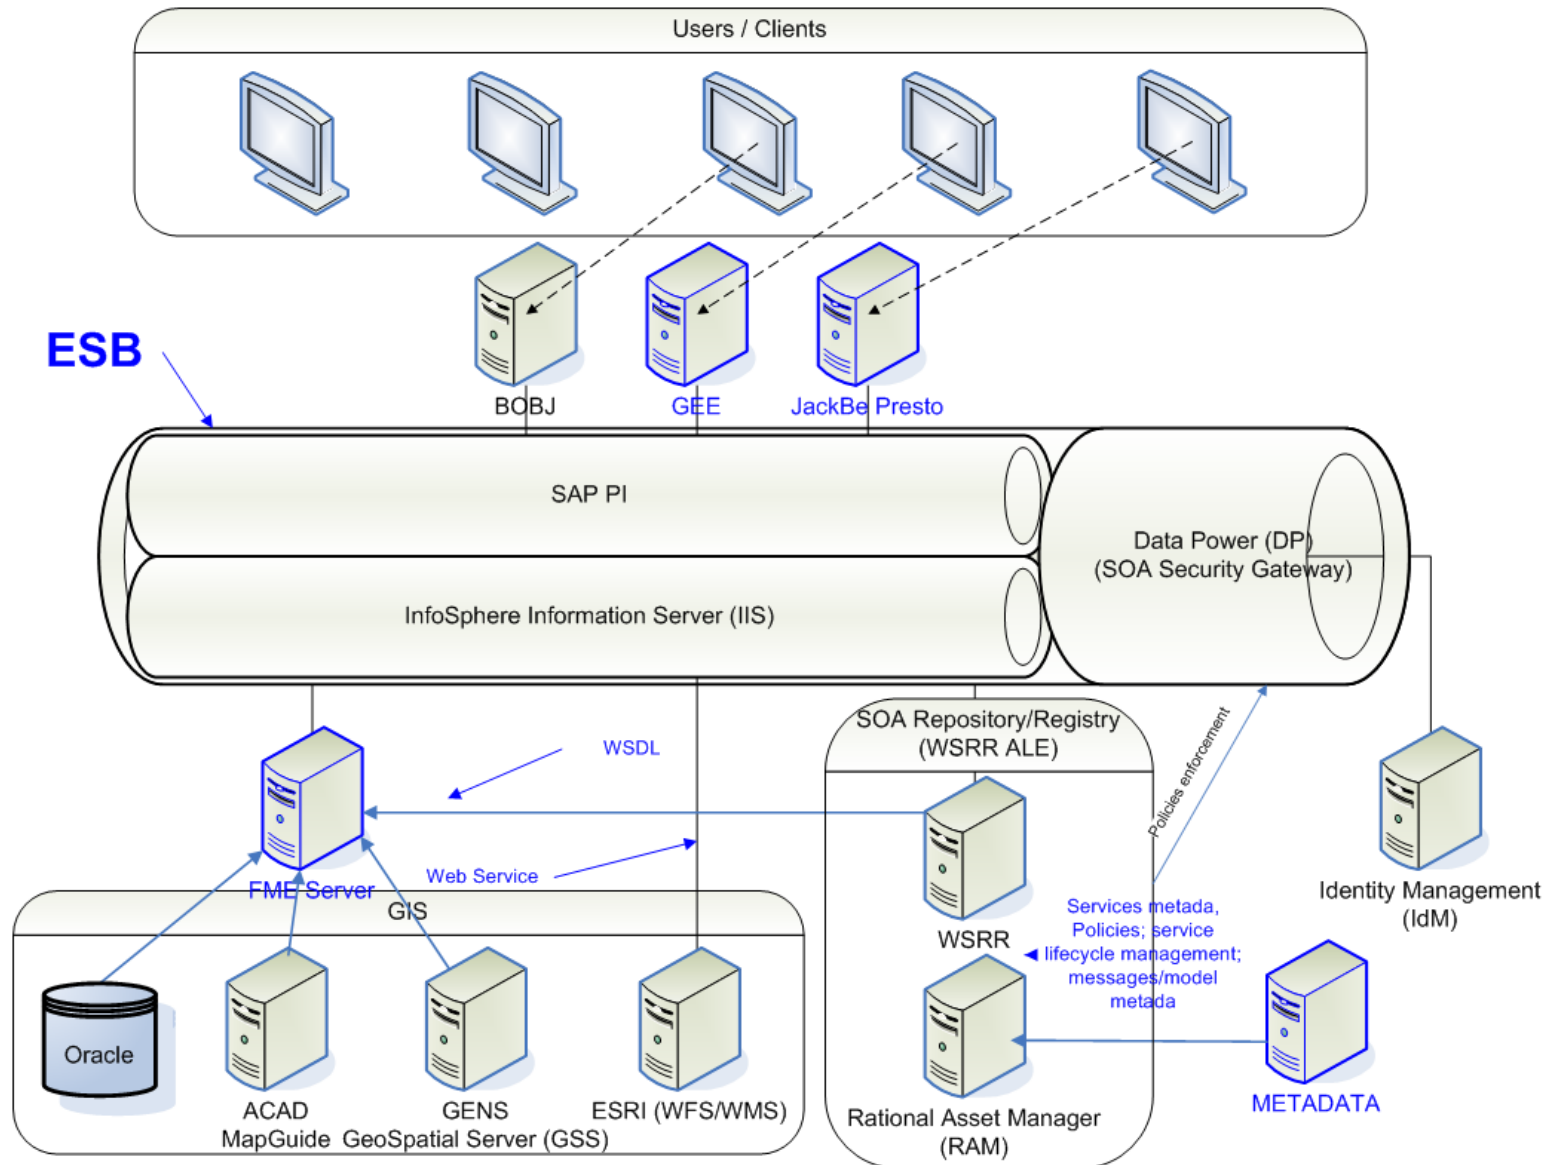 Users / Clients
BOBJ
GEE
JackBe Presto
ESB
SAP PI
InfoSphere Information Server (IIS)
Data Power (DP)
(SOA Security Gateway)
WSDL
Web Service
FME Server
SOA Repository/Registry
(WSRR ALE)
Policies enforcement
WSRR
Services metada,
Policies; service
lifecycle management;
messages/model
metada
Identity Management
(IdM)
GIS
Oracle
ACAD
MapGuide
GENS
GeoSpatial Server (GSS)
ESRI (WFS/WMS)
Rational Asset Manager
(RAM)
METADATA